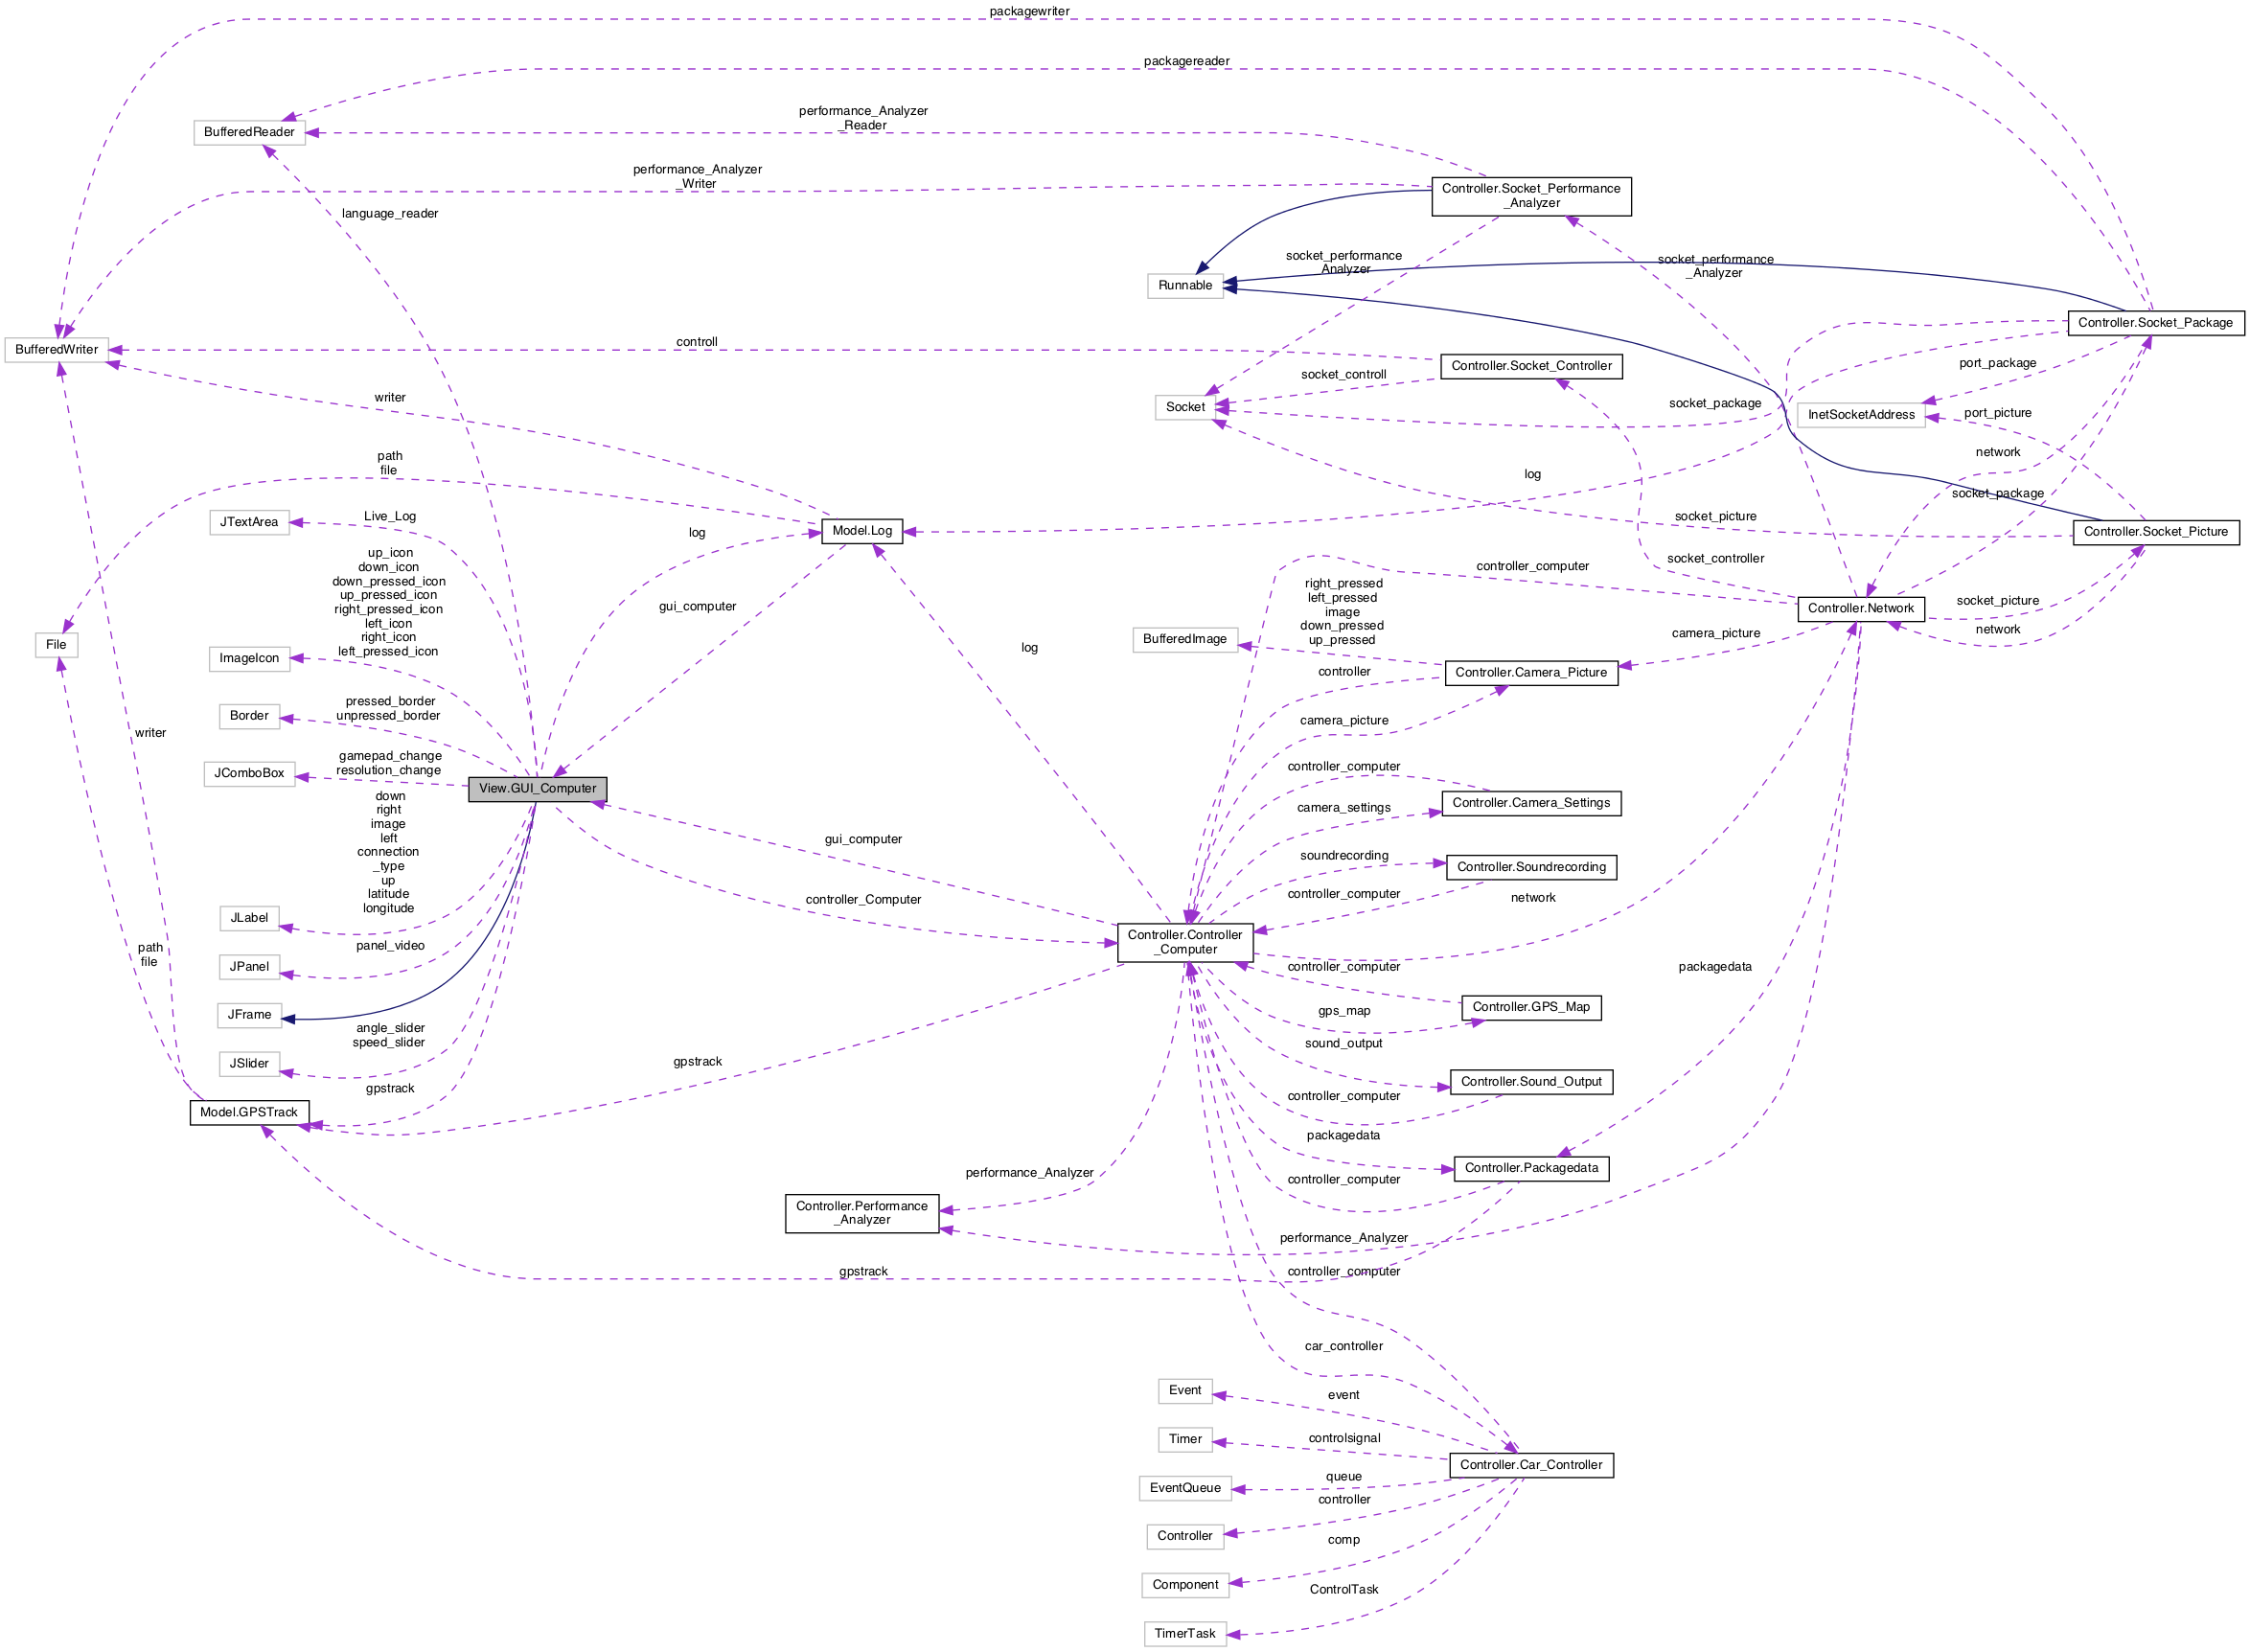 packagewriter
packagereader
performance_Analyzer
_Reader
BufferedReader
performance_Analyzer
_Writer
Controller.Socket_Performance
_Analyzer
language_reader
socket_performance
_Analyzer
socket_performance
_Analyzer
Runnable
Controller.Socket_Package
BufferedWriter
controll
Controller.Socket_Controller
port_package
socket_controll
writer
Socket
socket_package
InetSocketAddress
port_picture
path
file
log
network
socket_package
JTextArea
Live_Log
log
Model.Log
socket_picture
Controller.Socket_Picture
up_icon
down_icon
down_pressed_icon
up_pressed_icon
right_pressed_icon
left_icon
right_icon
left_pressed_icon
socket_controller
controller_computer
right_pressed
left_pressed
image
down_pressed
up_pressed
gui_computer
Controller.Network
socket_picture
network
File
ImageIcon
log
BufferedImage
camera_picture
controller
Controller.Camera_Picture
Border
pressed_border
unpressed_border
camera_picture
writer
JComboBox
gamepad_change
resolution_change
View.GUI_Computer
controller_computer
camera_settings
Controller.Camera_Settings
down
right
image
left
connection
_type
up
latitude
longitude
gui_computer
soundrecording
Controller.Soundrecording
controller_computer
network
controller_Computer
JLabel
Controller.Controller
_Computer
path
file
JPanel
panel_video
controller_computer
packagedata
JFrame
gps_map
Controller.GPS_Map
angle_slider
speed_slider
sound_output
JSlider
gpstrack
gpstrack
Controller.Sound_Output
controller_computer
Model.GPSTrack
packagedata
performance_Analyzer
Controller.Packagedata
controller_computer
Controller.Performance
_Analyzer
performance_Analyzer
gpstrack
controller_computer
car_controller
Event
event
Timer
controlsignal
Controller.Car_Controller
EventQueue
queue
controller
Controller
comp
Component
ControlTask
TimerTask